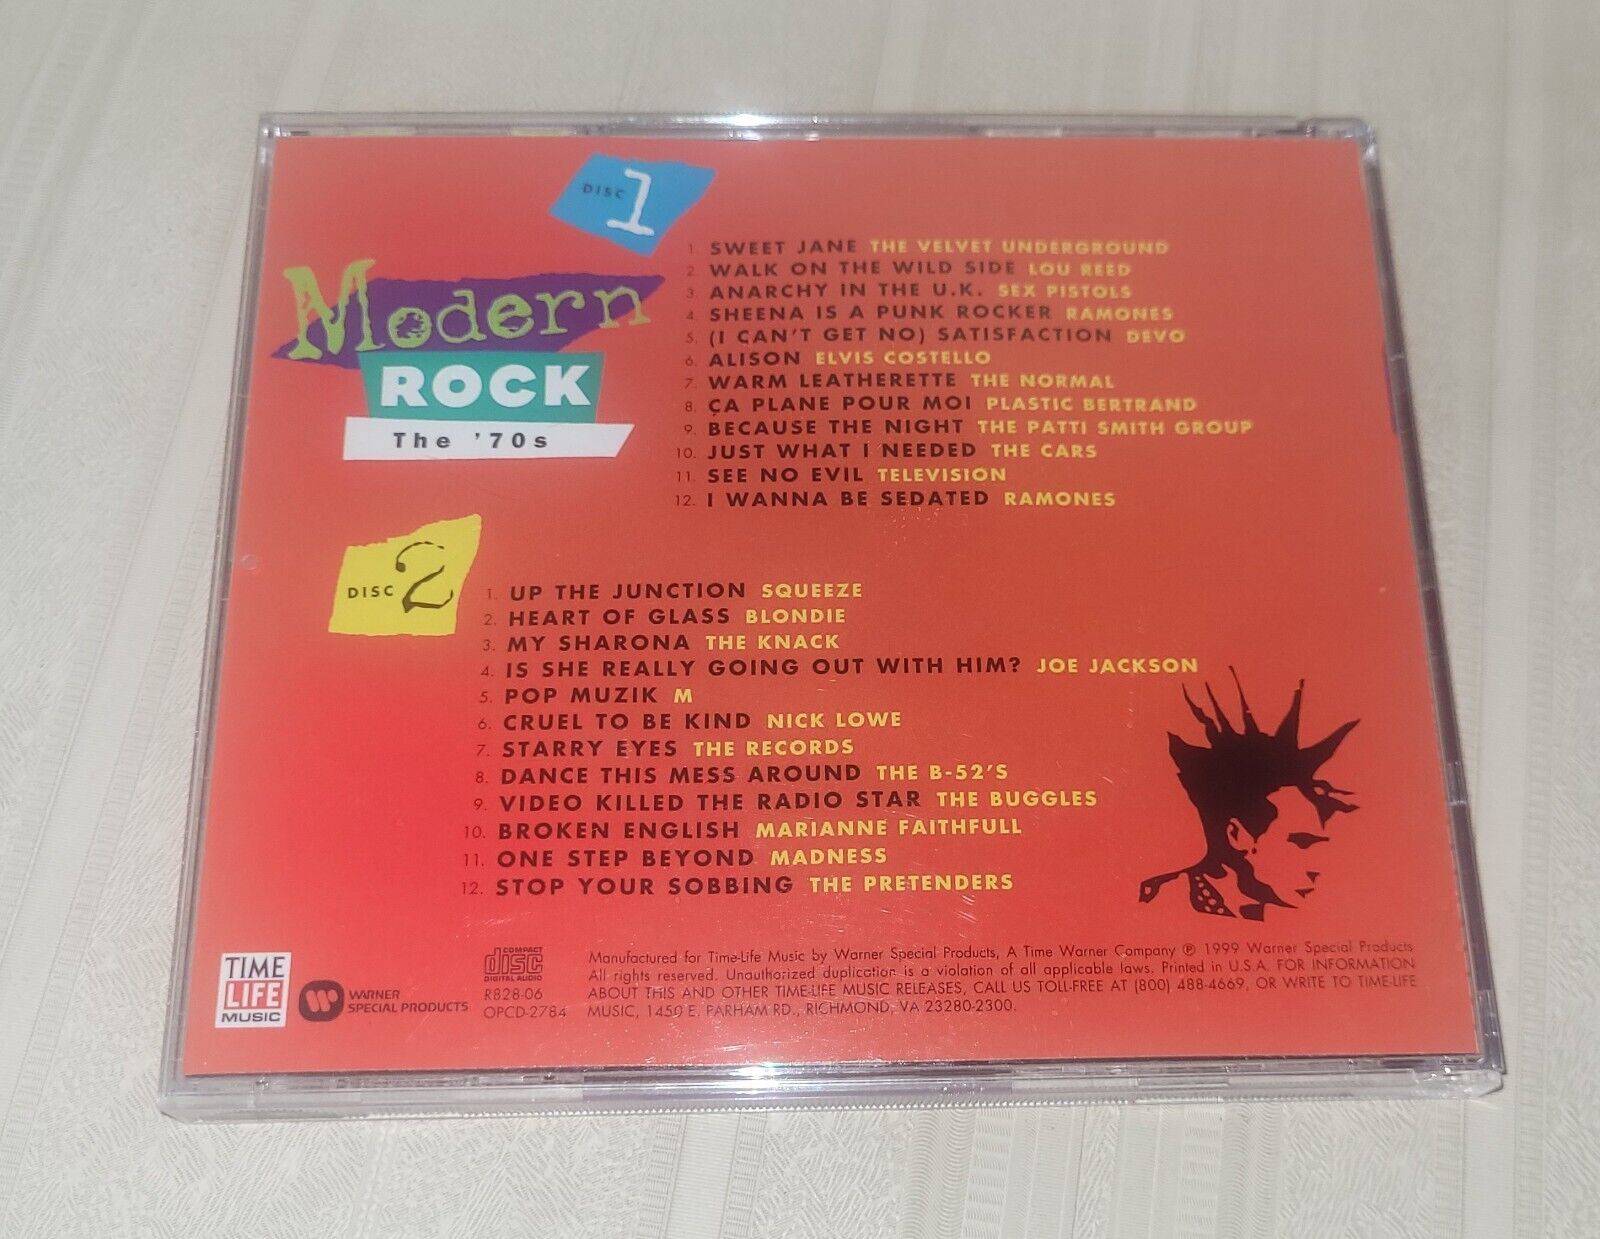 DISC 1
Modern
ROCK
The '70s
1. SWEET JANE THE VELVET UNDERGROUND
2. WALK ON THE WILD SIDE LOU REED
3. ANARCHY IN THE U.K. SEX PISTOLS
4. SHEENA IS A PUNK ROCKER RAMONES
5. (I CAN'T GET NO) SATISFACTION DEVO
6. ALISON ELVIS COSTELLO
7. WARM LEATHERETTE THE NORMAL
8. ÇA PLANE POUR MOI PLASTIC BERTRAND
9. BECAUSE THE NIGHT THE PATTI SMITH GROUP
10. JUST WHAT I NEEDED THE CARS
11. SEE NO EVIL TELEVISION
12. I WANNA BE SEDATED RAMONES
DISC 2
1. UP THE JUNCTION SQUEEZE
2. HEART OF GLASS BLONDIE
3. MY SHARONA THE KNACK
4. IS SHE REALLY GOING OUT WITH HIM? JOE JACKSON
5. POP MUZIK M
6. CRUEL TO BE KIND NICK LOWE
7. STARRY EYES THE RECORDS
8. DANCE THIS MESS AROUND THE B-52'S
9. VIDEO KILLED THE RADIO STAR THE BUGGLES
10. BROKEN ENGLISH MARIANNE FAITHFULL
11. ONE STEP BEYOND MADNESS
12. STOP YOUR SOBBING THE PRETENDERS
TIME
LIFE
MUSIC
WARNER
SPECIAL PRODUCTS
COMPACT
disc
DIGITAL AUDIO
R828-06
OPCD-2784
Manufactured for Time-Life Music by Warner Special Products, A Time Warner Company ℗ 1999 Warner Special Products
All rights reserved. Unauthorized duplication is a violation of all applicable laws. Printed in U.S.A. FOR INFORMATION
ABOUT THIS AND OTHER TIME-LIFE MUSIC RELEASES, CALL US TOLL-FREE AT (800) 488-4669, OR WRITE TO TIME-LIFE
MUSIC, 1450 E. PARHAM RD., RICHMOND, VA 23280-2300.